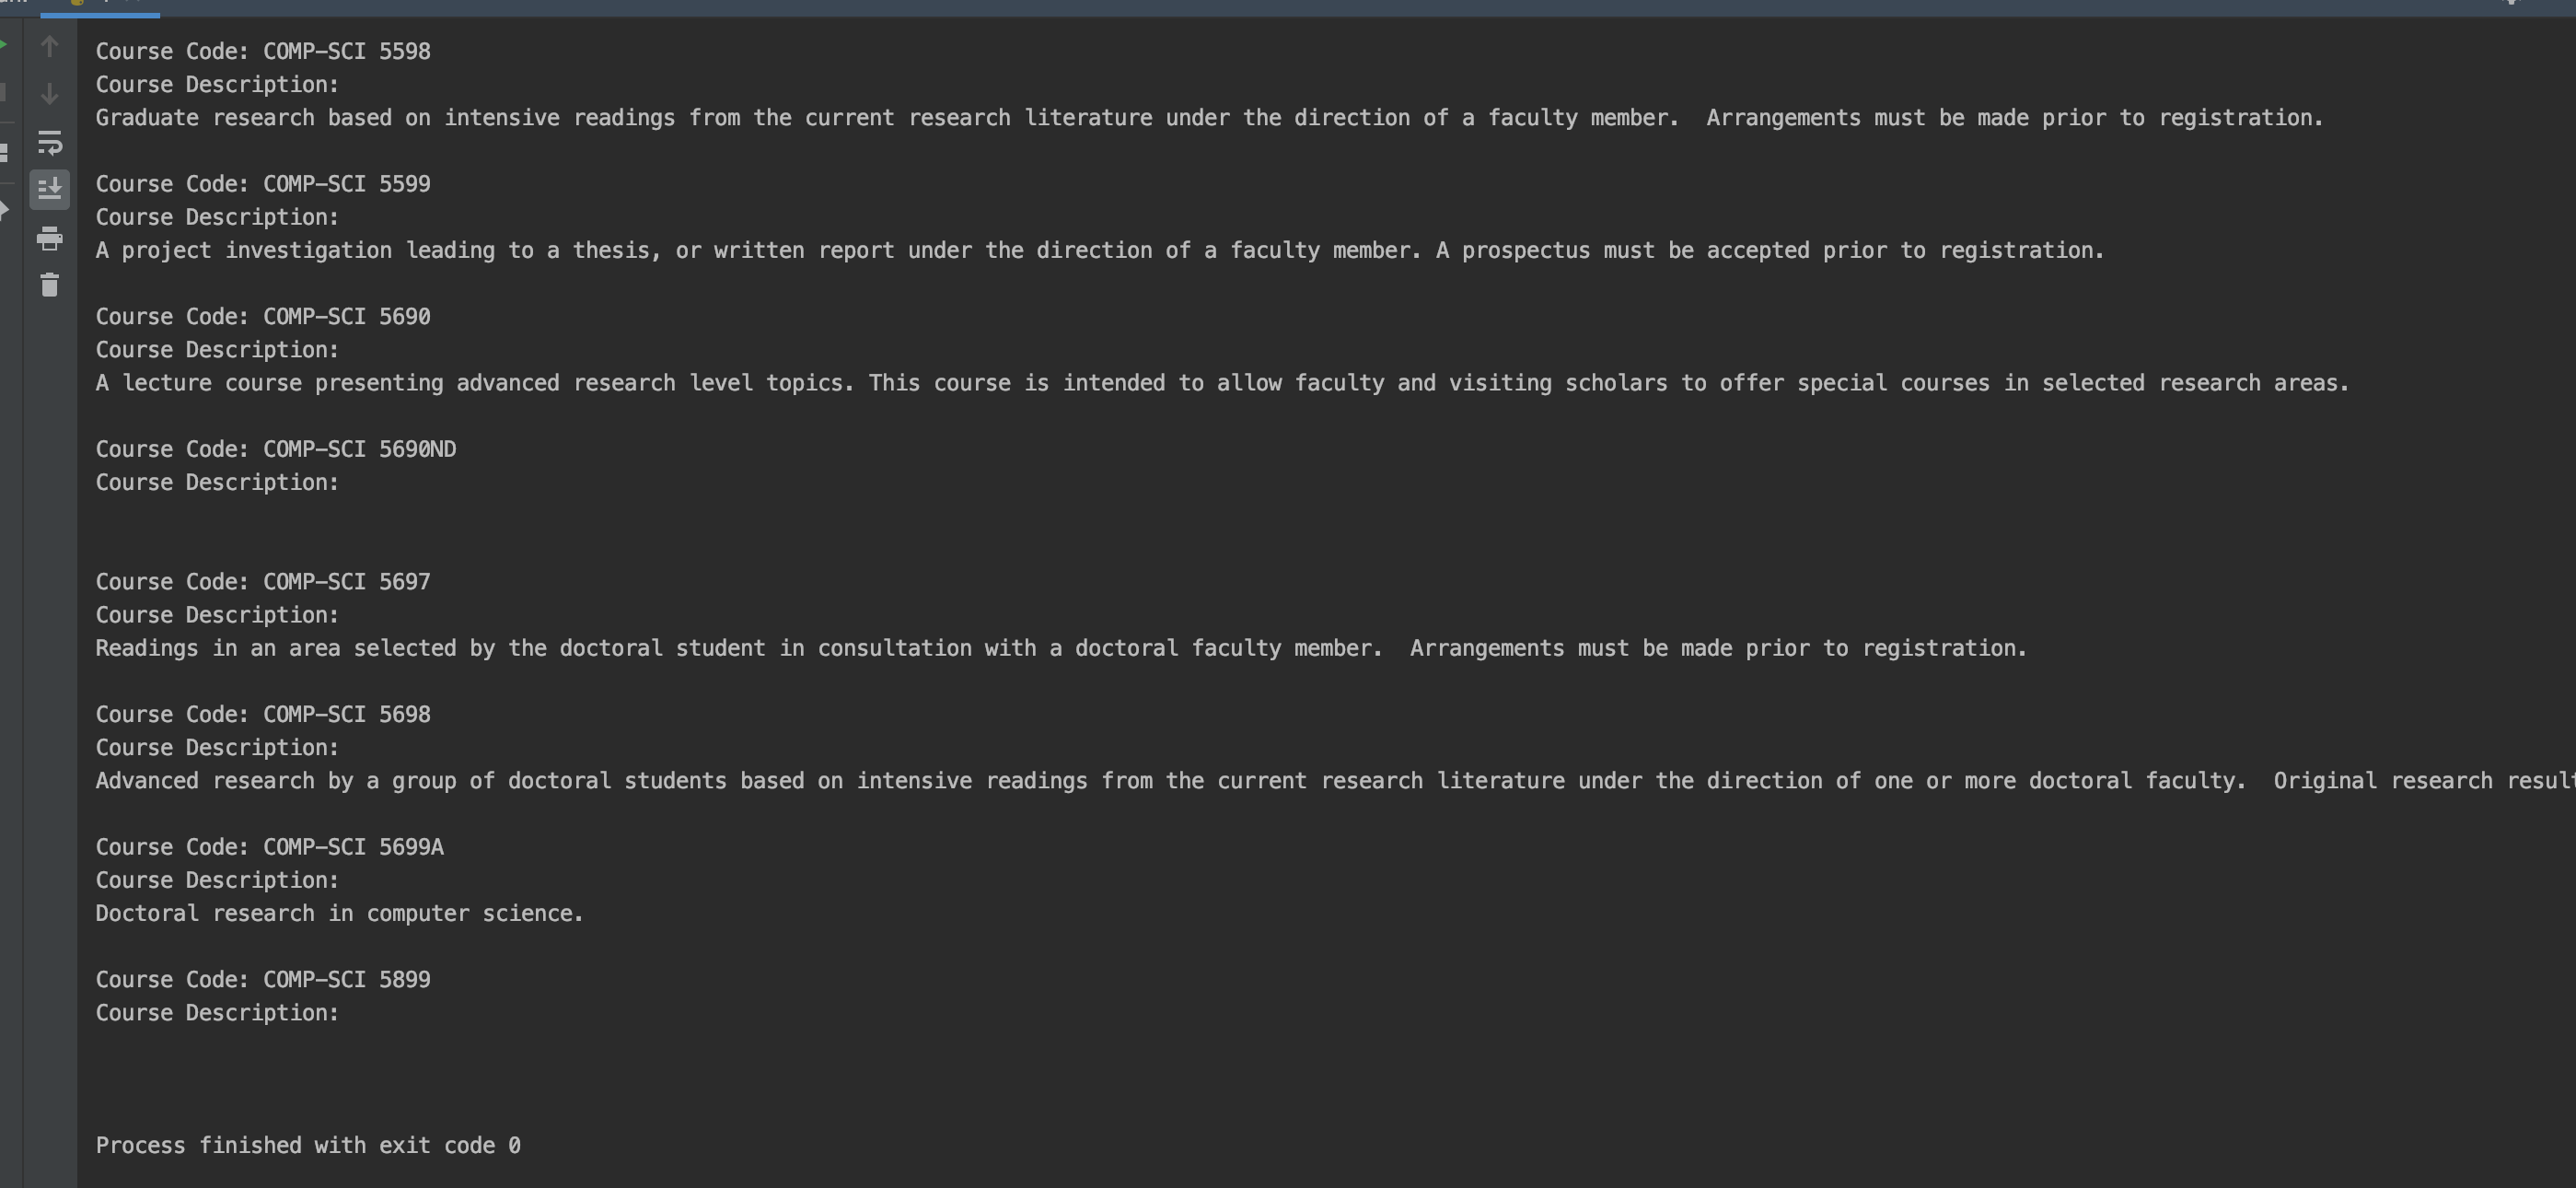 Course Code: COMP-SCI 5598
Course Description:
Graduate research based on intensive readings from the current research literature under the direction of a faculty member.  Arrangements must be made prior to registration.
Course Code: COMP-SCI 5599
Course Description:
A project investigation leading to a thesis, or written report under the direction of a faculty member. A prospectus must be accepted prior to registration.
Course Code: COMP-SCI 5690
Course Description:
A lecture course presenting advanced research level topics. This course is intended to allow faculty and visiting scholars to offer special courses in selected research areas.
Course Code: COMP-SCI 5690ND
Course Description:
Course Code: COMP-SCI 5697
Course Description:
Readings in an area selected by the doctoral student in consultation with a doctoral faculty member.  Arrangements must be made prior to registration.
Course Code: COMP-SCI 5698
Course Description:
Advanced research by a group of doctoral students based on intensive readings from the current research literature under the direction of one or more doctoral faculty.  Original research
Course Code: COMP-SCI 5699A
Course Description:
Doctoral research in computer science.
Course Code: COMP-SCI 5899
Course Description:
Process finished with exit code 0